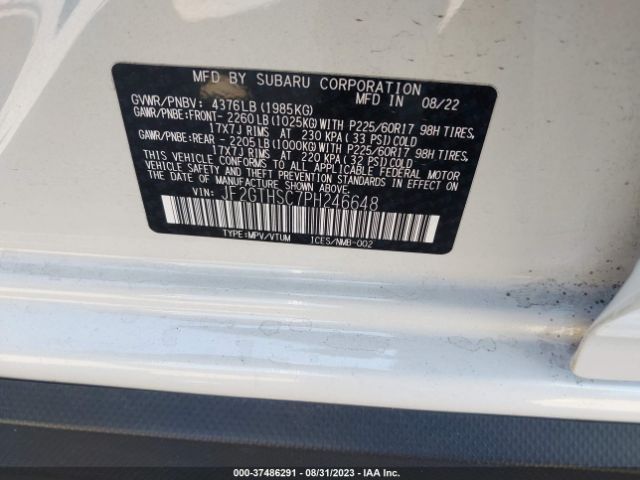 MFD BY SUBARU CORPORATION
GVWR/PNBV: 4376LB (1985KG) MFD IN 08/22
GAWR/PNBE:FRONT- 2260LB (1025KG) WITH P225/60R17 98H TIRES,
17X7J RIMS AT 230 KPA (33 PSI) COLD
GAWR/PNBE:REAR - 2205LB (1000KG) WITH P225/60R17 98H TIRES,
17X7J RIMS AT 220 KPA (32 PSI) COLD
THIS VEHICLE CONFORMS TO ALL APPLICABLE FEDERAL MOTOR
VEHICLE SAFETY, BUMPER, AND THEFT PREVENTION STANDARDS
IN EFFECT ON THE DATE OF MANUFACTURE SHOWN ABOVE.
VIN: JF2GTHSC7PH246648
TYPE:MPV/VTUM ICES/NMB-002
000-37486291 - 08/31/2023 - IAAI.COM